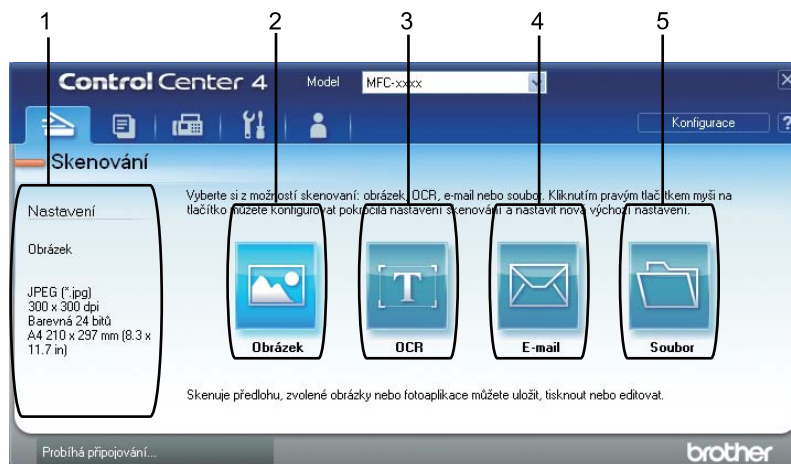 1 2 3 4 5
Control Center 4 Model MFC-xxxx
Konfigurace ?
Skenování
Vyberte si z možností skenovaní: obrázek, OCR, e-mail nebo soubor. Kliknutím pravým tlačítkem myši na
tlačítko můžete konfigurovat pokročilá nastavení skenování a nastavit nová výchozí nastavení.
Nastavení
Obrázek
JPEG (*.jpg)
300 x 300 dpi
Barevná 24 bitů
A4 210 x 297 mm (8.3 x
11.7 in)
Obrázek OCR E-mail Soubor
Skenuje předlohu, zvolené obrázky nebo fotoaplikace můžete uložit, tisknout nebo editovat.
Probíhá připojování... brother